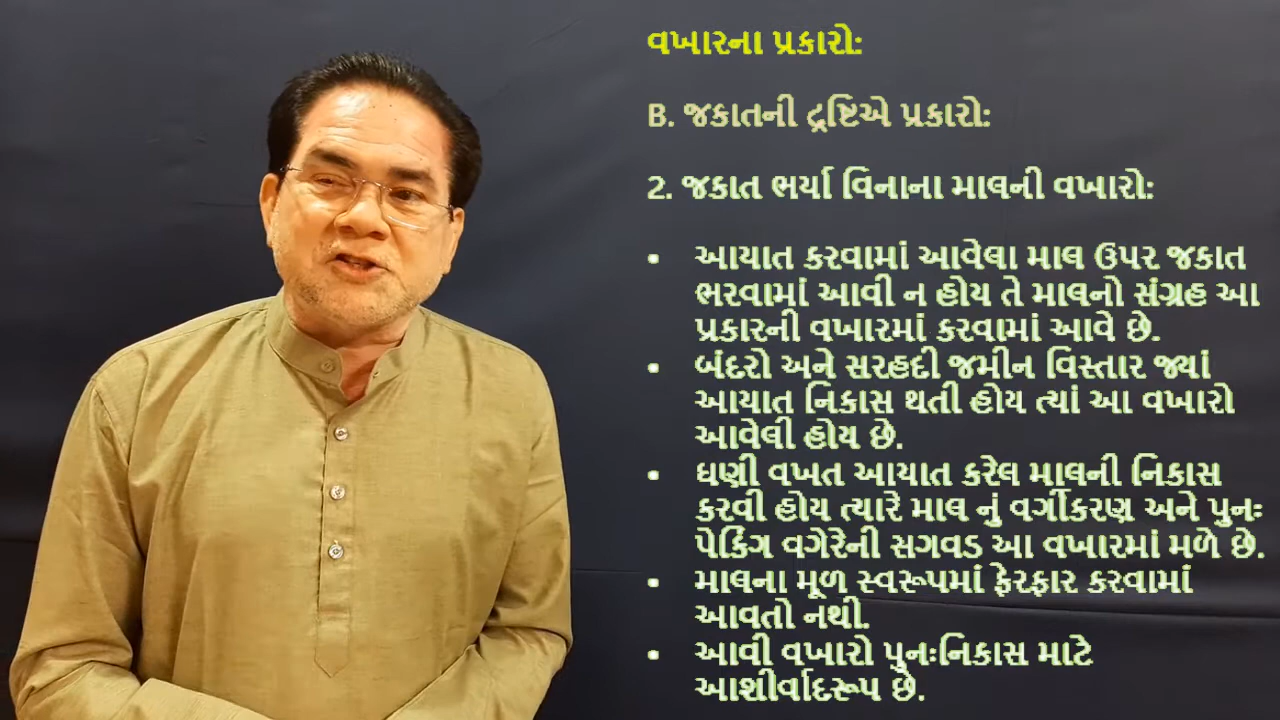 વખારના પ્રકારો:
B. જકાતની દ્રષ્ટિએ પ્રકારો:
2. જકાત ભર્યા વિનાના માલની વખારો:
• આયાત કરવામાં આવેલા માલ ઉપર જકાત
ભરવામાં આવી ન હોય તે માલનો સંગ્રહ આ
પ્રકારની વખારમાં કરવામાં આવે છે.
• બંદરો અને સરહદી જમીન વિસ્તાર જ્યાં
આયાત નિકાસ થતી હોય ત્યાં આ વખારો
આવેલી હોય છે.
• ઘણી વખત આયાત કરેલ માલની નિકાસ
કરવી હોય ત્યારે માલ નું વર્ગીકરણ અને પુનઃ
પેકિંગ વગેરેની સગવડ આ વખારમાં મળે છે.
• માલના મૂળ સ્વરૂપમાં ફેરફાર કરવામાં
આવતો નથી.
• આવી વખારો પુનઃનિકાસ માટે
આશીર્વાદરૂપ છે.